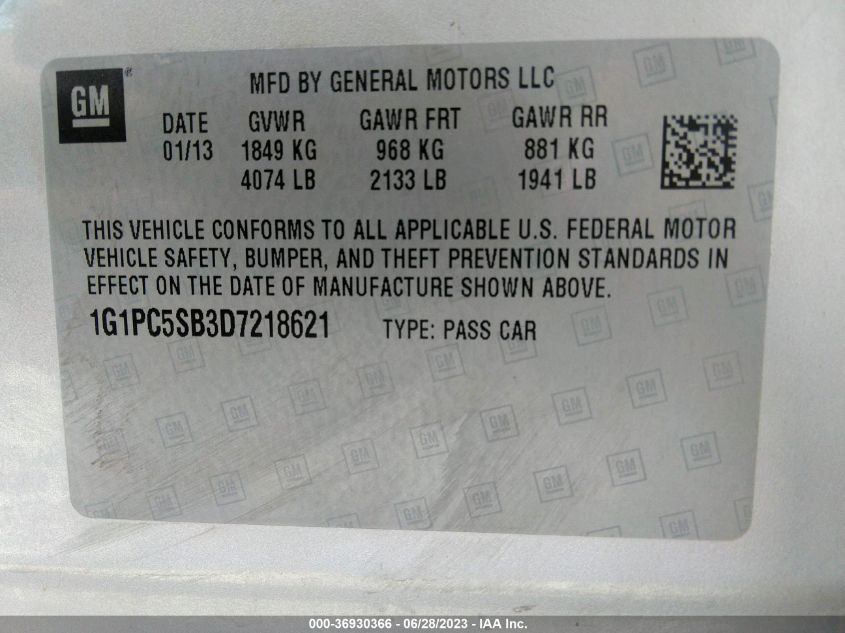 GM
MFD BY GENERAL MOTORS LLC
DATE GVWR GAWR FRT GAWR RR
01/13 1849 KG 968 KG 881 KG
4074 LB 2133 LB 1941 LB
THIS VEHICLE CONFORMS TO ALL APPLICABLE U.S. FEDERAL MOTOR
VEHICLE SAFETY, BUMPER, AND THEFT PREVENTION STANDARDS IN
EFFECT ON THE DATE OF MANUFACTURE SHOWN ABOVE.
1G1PC5SB3D7218621 TYPE: PASS CAR
000-36930366 - 06/28/2023 - IAA Inc.